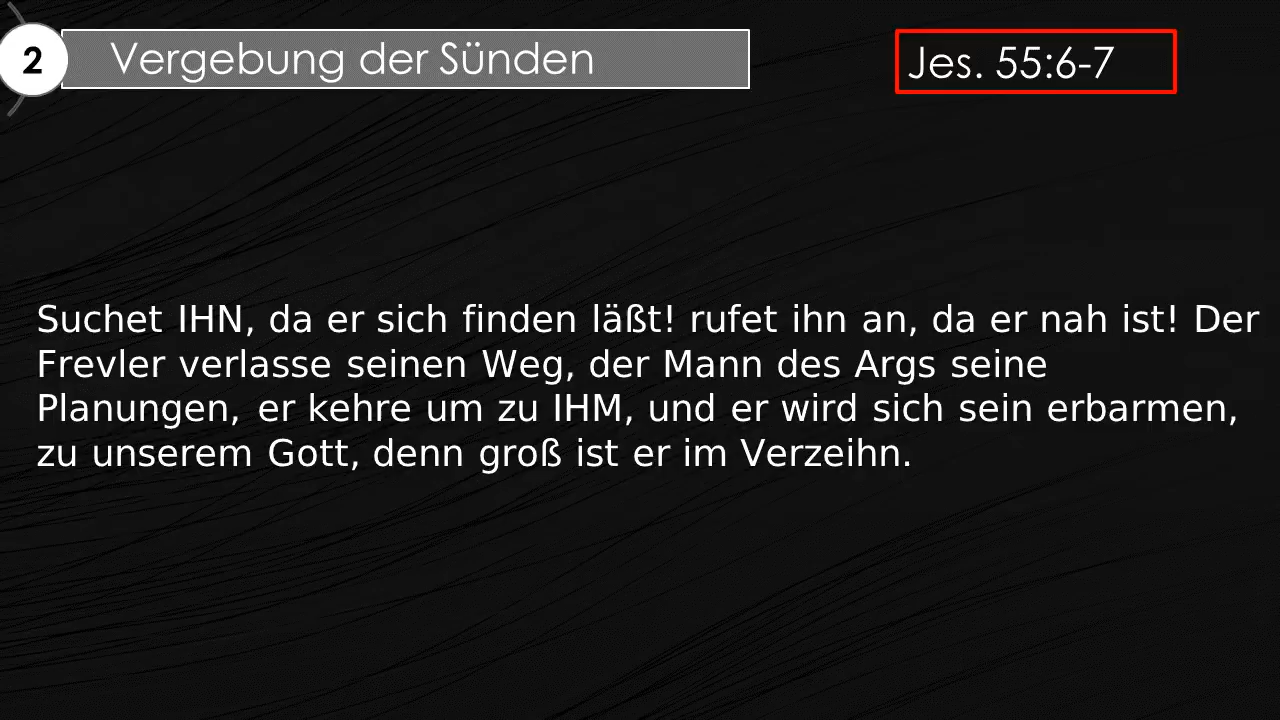 2
Vergebung der Sünden
Jes. 55:6-7
Suchet IHN, da er sich finden läßt! rufet ihn an, da er nah ist! Der
Frevler verlasse seinen Weg, der Mann des Args seine
Planungen, er kehre um zu IHM, und er wird sich sein erbarmen,
zu unserem Gott, denn groß ist er im Verzeihn.